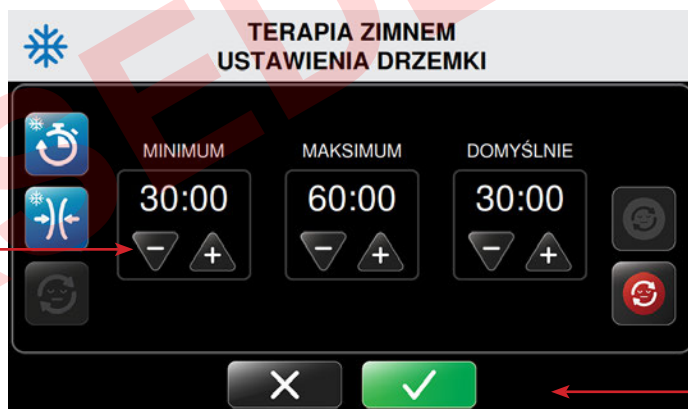 TERAPIA ZIMNEM
USTAWIENIA DRZEMKI
MINIMUM MAKSIMUM DOMYŚLNIE
30:00 60:00 30:00
- + - + - +